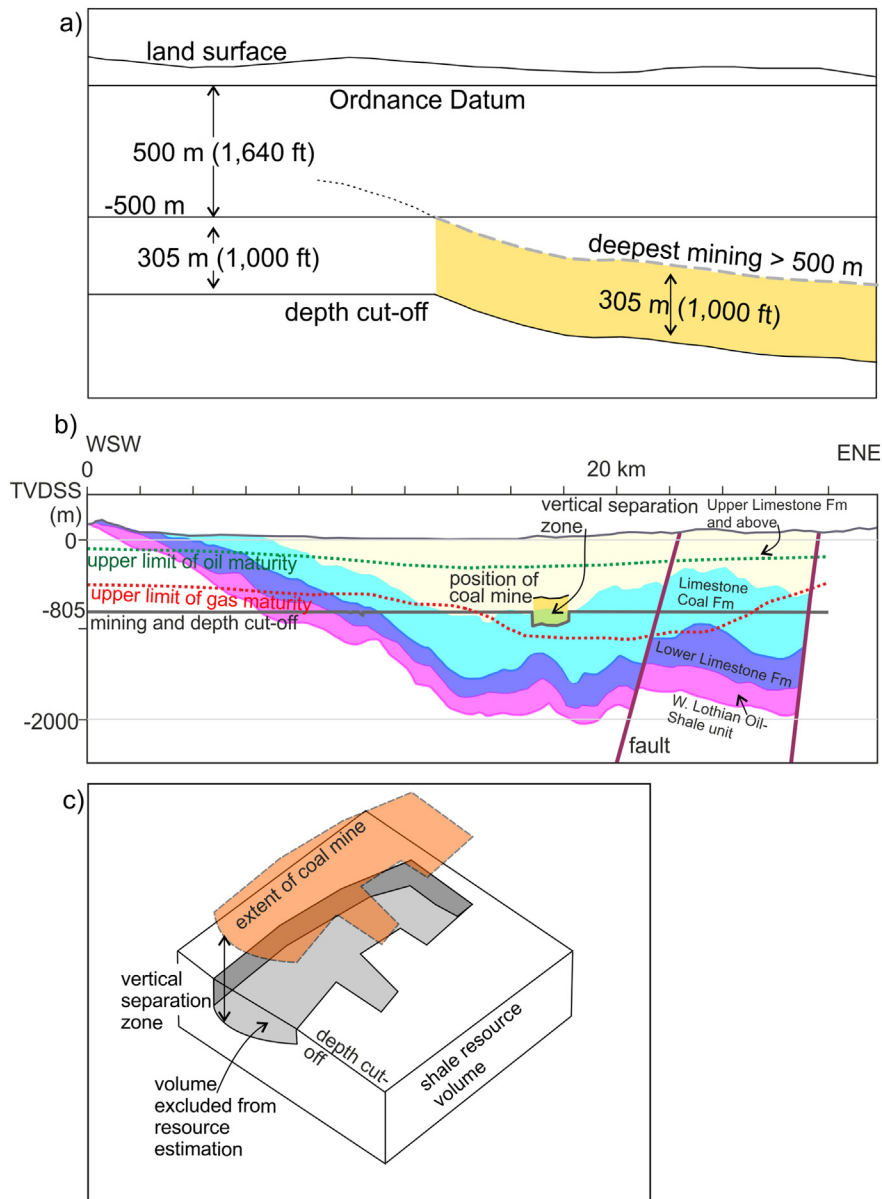 a)
land surface
Ordnance Datum
500 m (1,640 ft)
-500 m
305 m (1,000 ft)
deepest mining > 500 m
305 m (1,000 ft)
depth cut-off
b)
WSW
ENE
0
20 km
TVDSS
(m)
vertical separation
zone
Upper Limestone Fm
and above
0
upper limit of oil maturity
position of
coal mine
Limestone
Coal Fm
upper limit of gas maturity
-805
mining and depth cut-off
Lower Limestone Fm
W. Lothian Oil-
Shale unit
-2000
fault
c)
extent of coal mine
vertical
separation
zone
depth cut-
off
shale resource
volume
volume
excluded from
resource
estimation